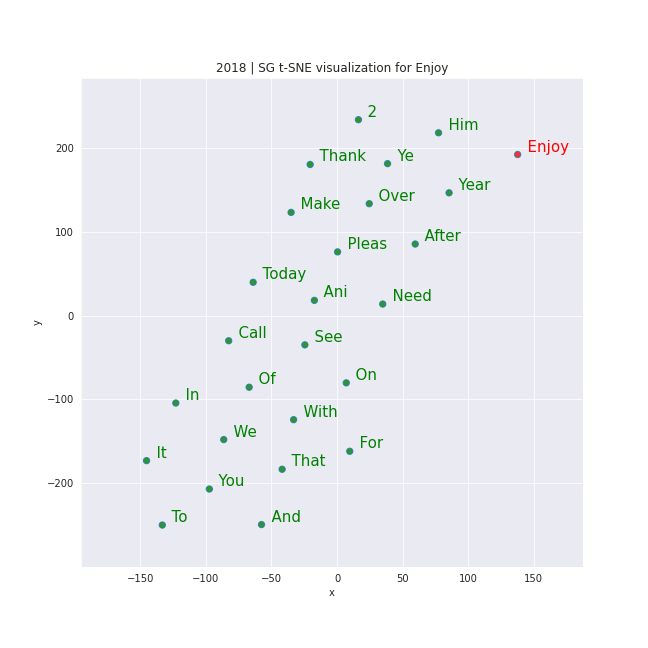 2018 | SG t-SNE visualization for Enjoy
2
Him
Enjoy
Thank
Ye
Year
Over
Make
After
Pleas
Today
Ani
Need
Call
See
Of
On
In
With
We
For
It
That
You
To
And
200
100
0
−100
−200
y
−150
−100
−50
0
50
100
150
x